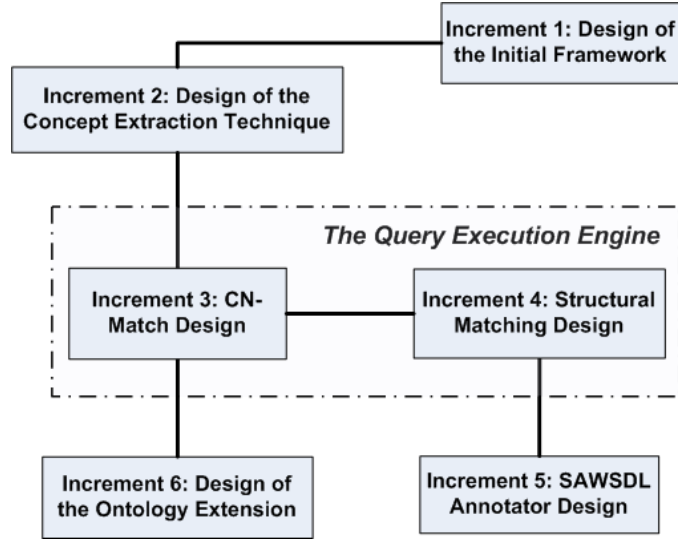 Increment 1: Design of
the Initial Framework
Increment 2: Design of the
Concept Extraction Technique
The Query Execution Engine
Increment 3: CN-
Match Design
Increment 4: Structural
Matching Design
Increment 6: Design of
the Ontology Extension
Increment 5: SAWSDL
Annotator Design